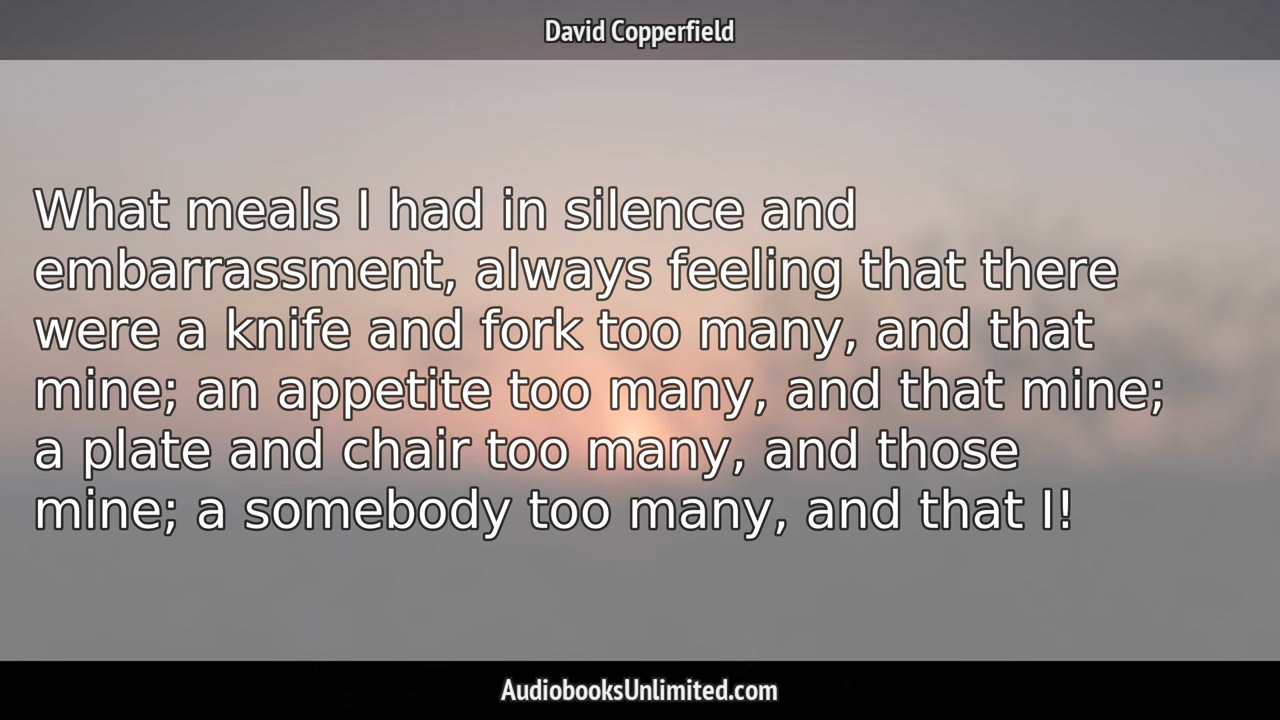 David Copperfield
What meals I had in silence and
embarrassment, always feeling that there
were a knife and fork too many, and that
mine; an appetite too many, and that mine;
a plate and chair too many, and those
mine; a somebody too many, and that I!
AudiobooksUnlimited.com